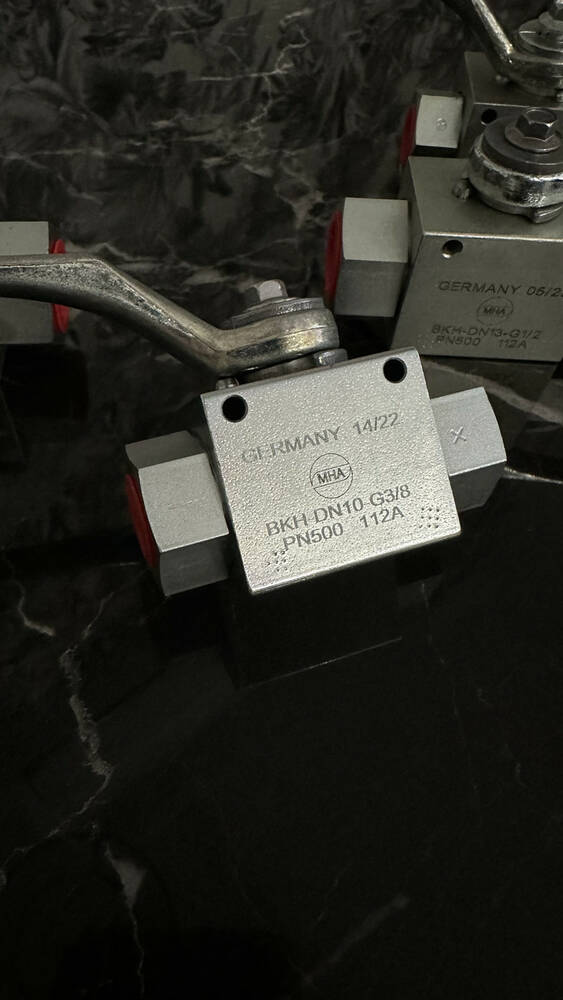 GERMANY 14/22
MHA
BKH-DN10-G3/8
PN500 112A
X
GERMANY 05/2
MHA
BKH-DN13-G1/2
PN500 112A